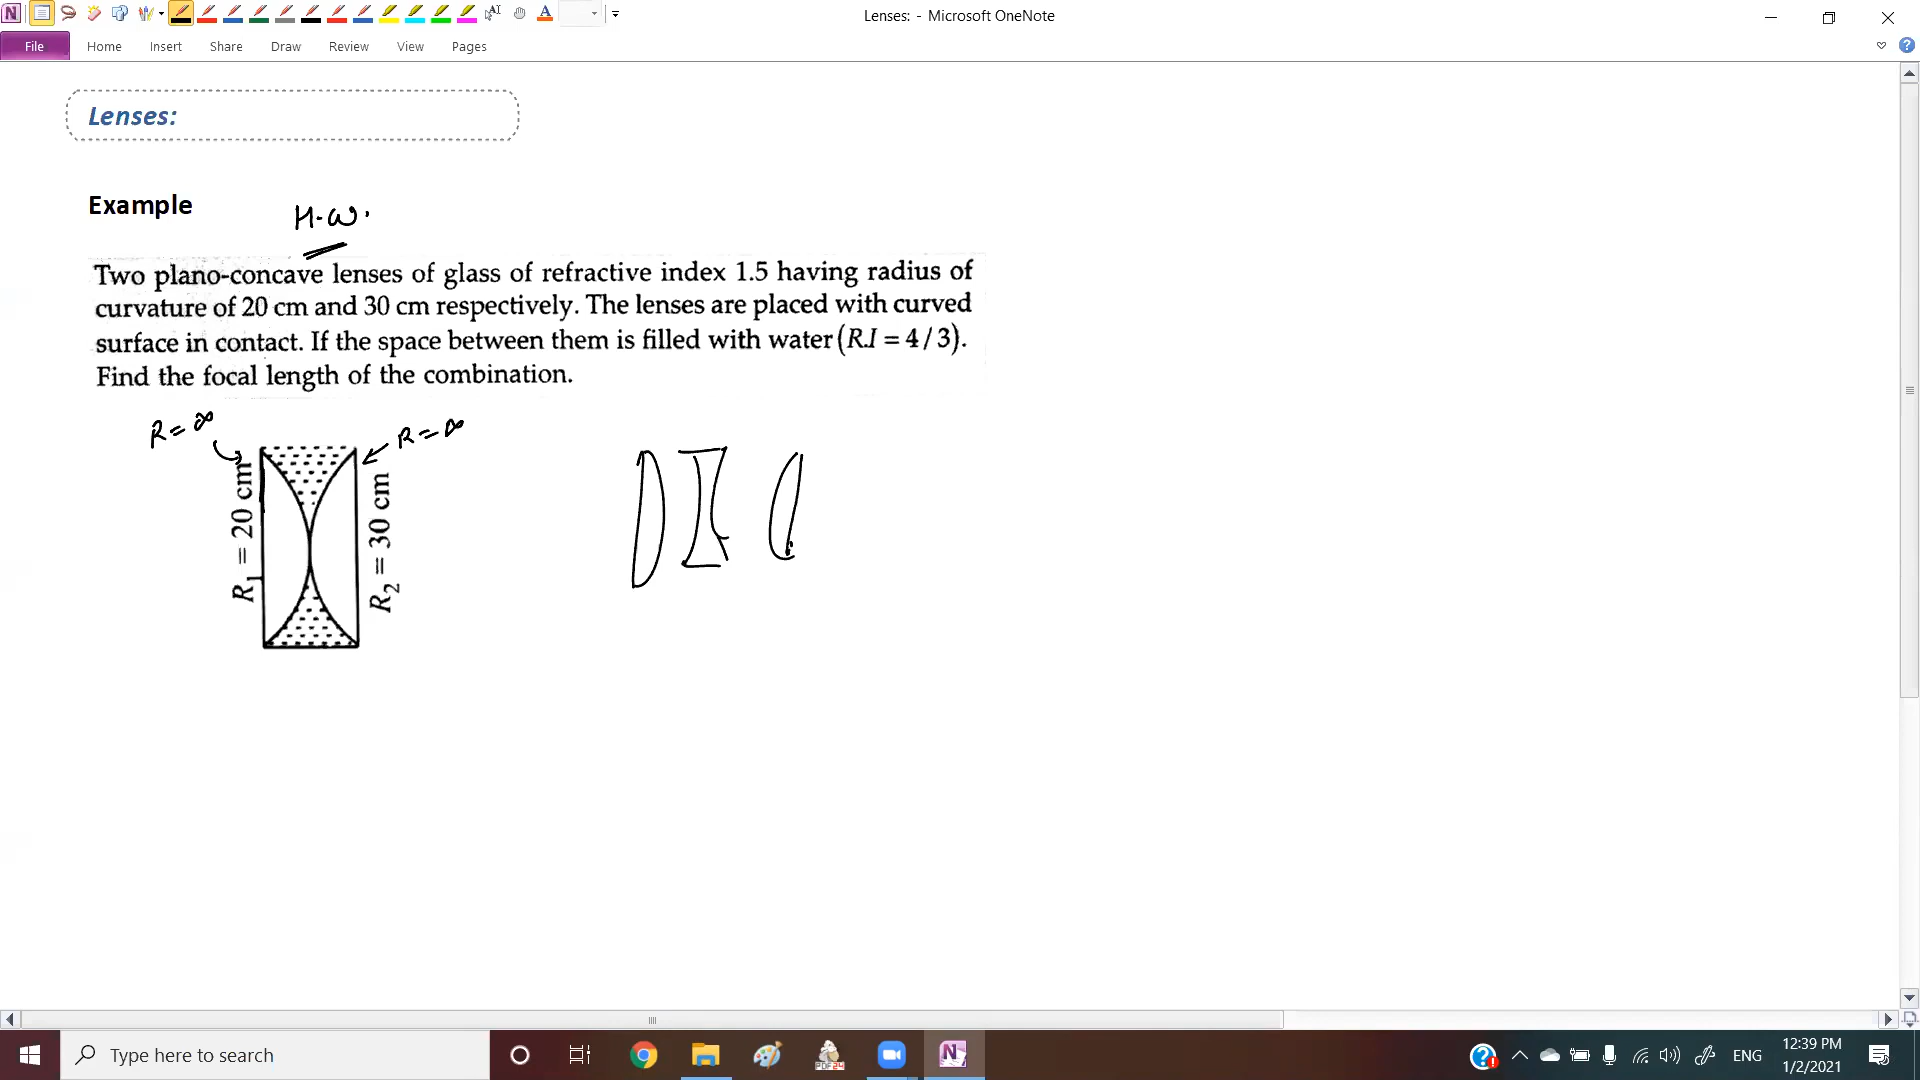 Lenses: - Microsoft OneNote
File Home Insert Share Draw Review View Pages
Lenses:
Example
H.W.
Two plano-concave lenses of glass of refractive index 1.5 having radius of
curvature of 20 cm and 30 cm respectively. The lenses are placed with curved
surface in contact. If the space between them is filled with water (R.I = 4/3).
Find the focal length of the combination.
R = ∞
R = ∞
R₁ = 20 cm
R₂ = 30 cm
Type here to search
PDF24
ENG
12:39 PM
1/2/2021